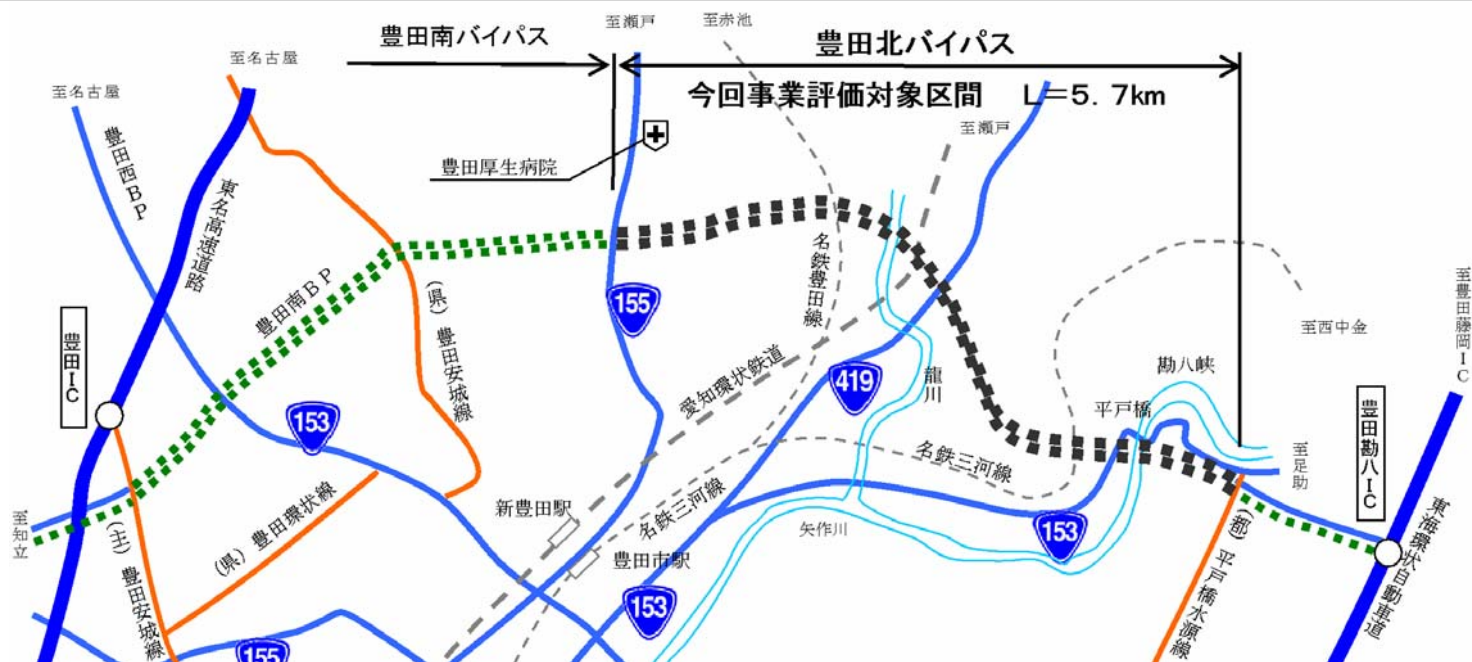 豊田南バイパス
至瀬戸
至赤池
豊田北バイパス
今回事業評価対象区間　L=5.7km
至名古屋
至名古屋
豊田西BP
東名高速道路
豊田厚生病院
至瀬戸
豊田南BP
(県)豊田安城線
155
名鉄豊田線
愛知環状鉄道
419
龍川
勘八峡
平戸橋
至西中金
至豊田藤岡IC
豊田IC
153
名鉄三河線
至足助
豊田勘八IC
至知立
(主)豊田安城線
(県)豊田環状線
新豊田駅
名鉄三河線
豊田市駅
矢作川
153
153
(都)平戸橋水源線
東海環状自動車道
155